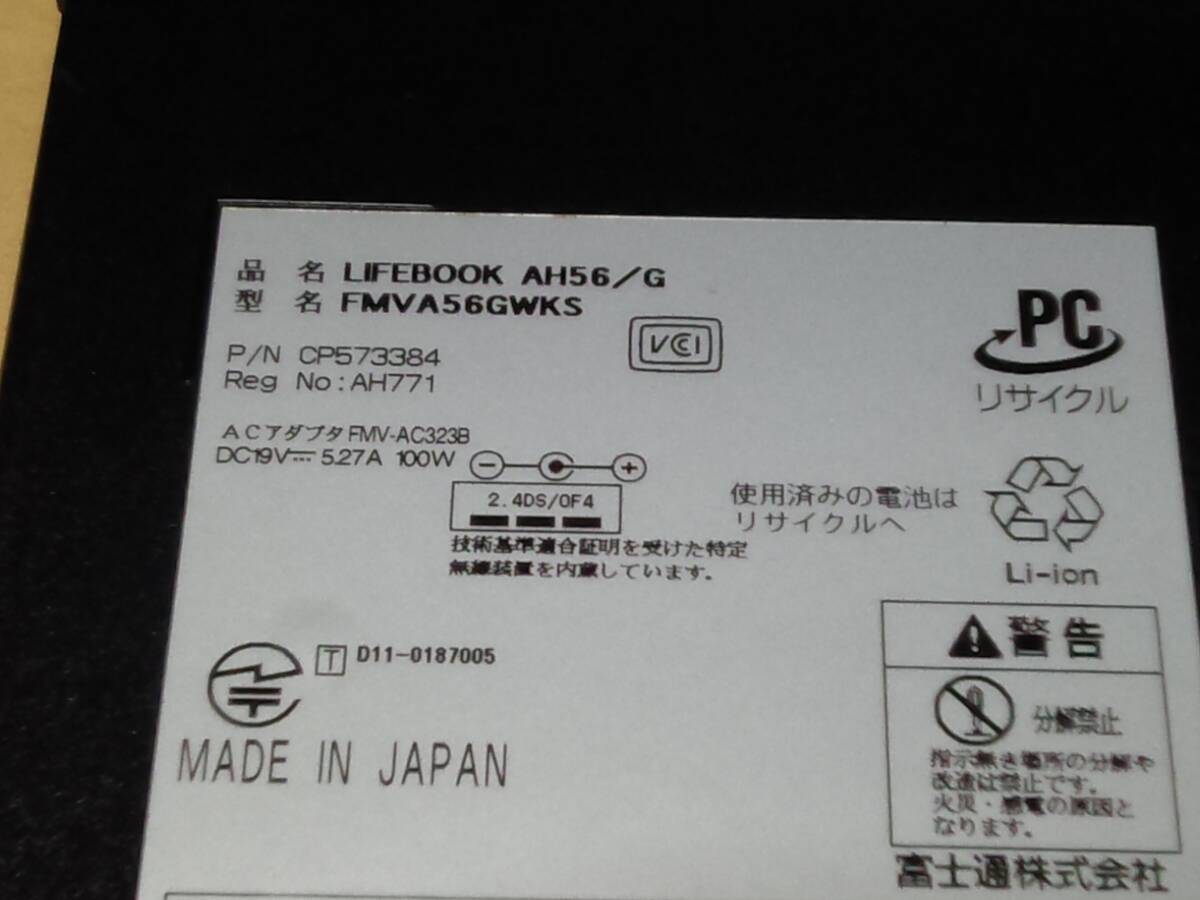 品 名 LIFEBOOK AH56/G
型 名 FMVA56GWKS
VCCI
P/N CP573384
Reg No:AH771
PC
リサイクル
ACアダプタFMV-AC323B
DC19V⎓ 5.27A 100W
2.4DS/OF4
技術基準適合証明を受けた特定
無線装置を内蔵しています。
使用済みの電池は
リサイクルへ
Li-ion
T D11-0187005
MADE IN JAPAN
警告
分解禁止
指示無き場所の分解や
改造は禁止です。
火災・感電の原因と
なります。
富士通株式会社